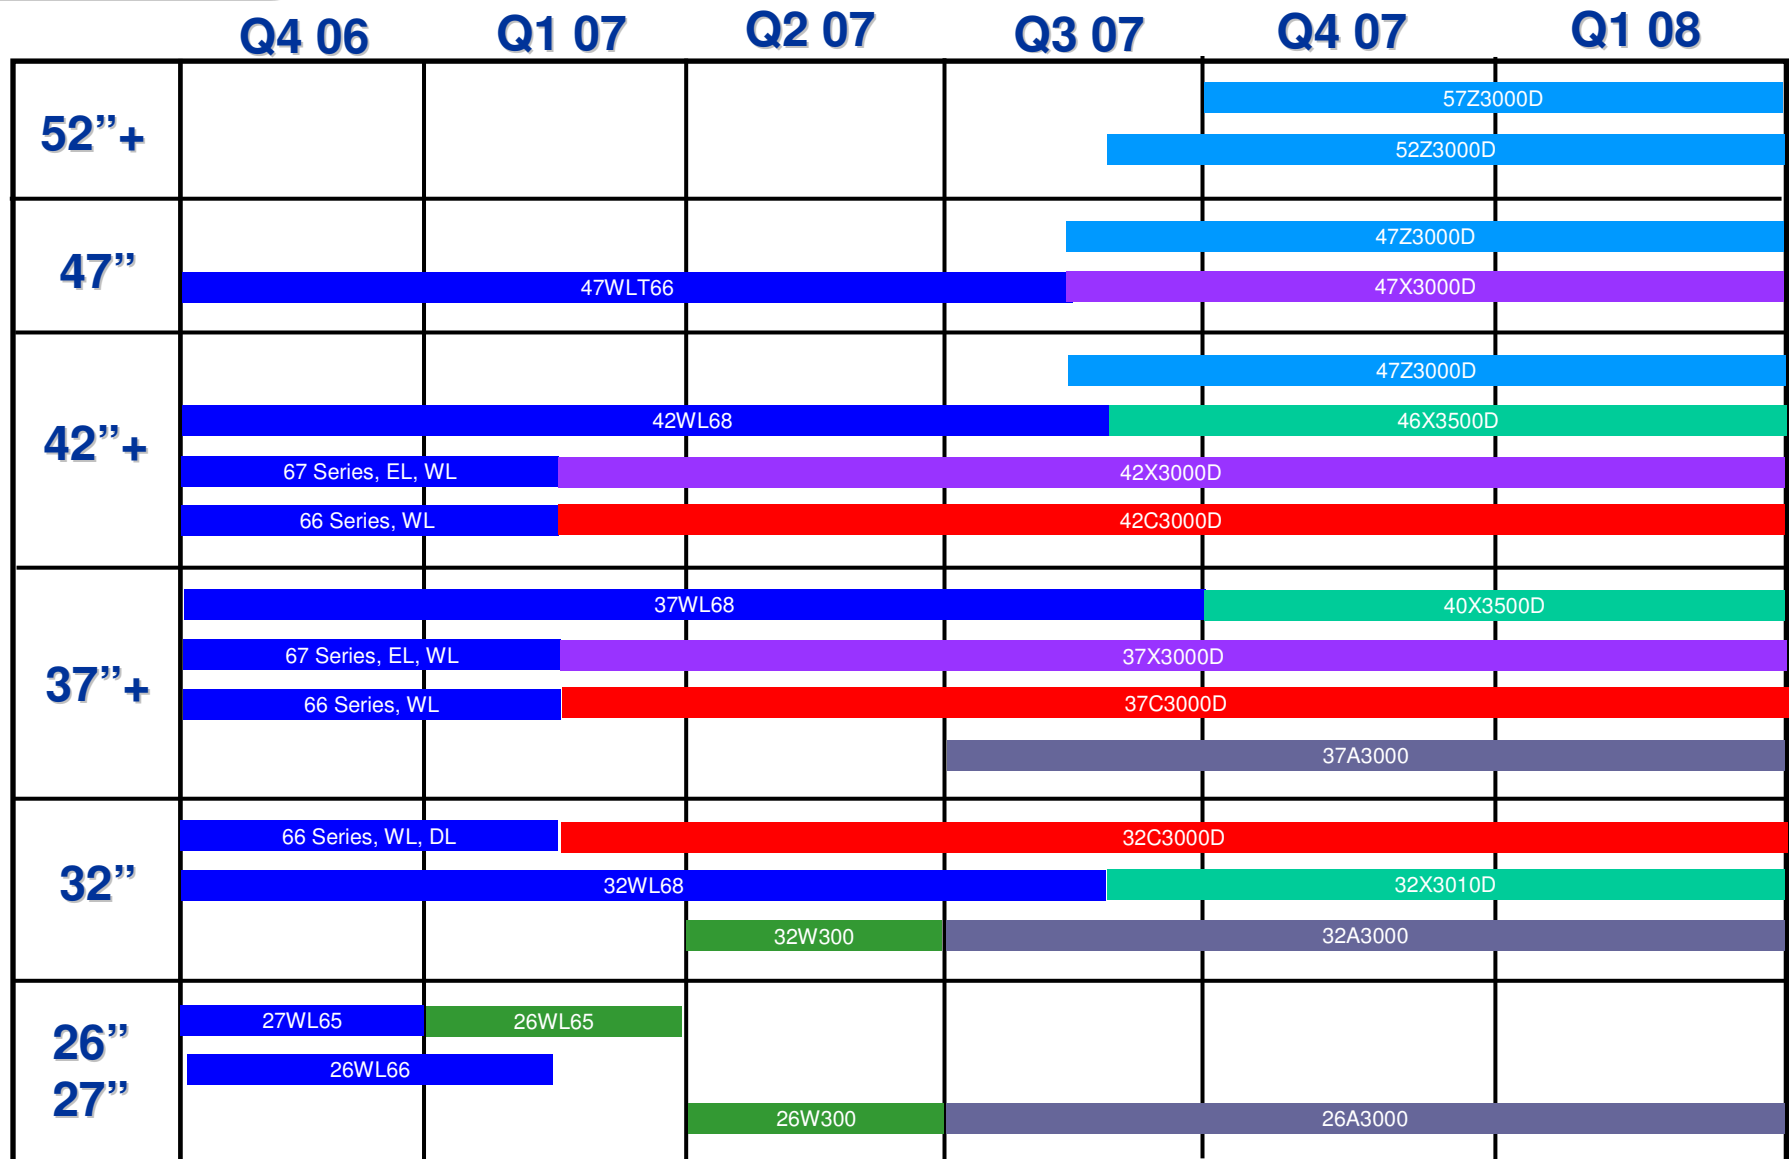 Q4 06 Q1 07 Q2 07 Q3 07 Q4 07 Q1 08
52”+
57Z3000D
52Z3000D
47”
47Z3000D
47WLT66 47X3000D
42”+
47Z3000D
42WL68 46X3500D
67 Series, EL, WL 42X3000D
66 Series, WL 42C3000D
37”+
37WL68 40X3500D
67 Series, EL, WL 37X3000D
66 Series, WL 37C3000D
37A3000
32”
66 Series, WL, DL 32C3000D
32WL68 32X3010D
32W300 32A3000
26”
27”
27WL65 26WL65
26WL66
26W300 26A3000